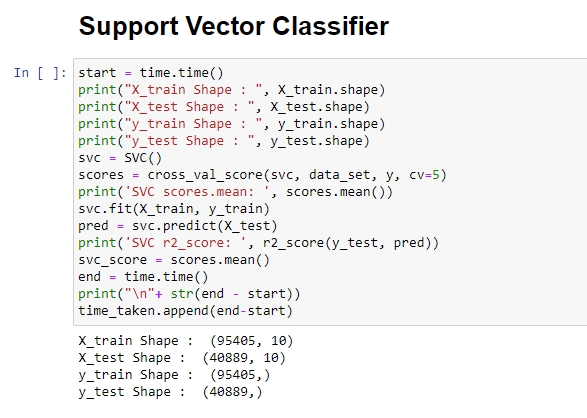 Support Vector Classifier
In [ ]: start = time.time()
print("X_train Shape : ", X_train.shape)
print("X_test Shape : ", X_test.shape)
print("y_train Shape : ", y_train.shape)
print("y_test Shape : ", y_test.shape)
svc = SVC()
scores = cross_val_score(svc, data_set, y, cv=5)
print('SVC scores.mean: ', scores.mean())
svc.fit(X_train, y_train)
pred = svc.predict(X_test)
print('SVC r2_score: ', r2_score(y_test, pred))
svc_score = scores.mean()
end = time.time()
print("\n"+ str(end - start))
time_taken.append(end-start)
X_train Shape :  (95405, 10)
X_test Shape :  (40889, 10)
y_train Shape :  (95405,)
y_test Shape :  (40889,)